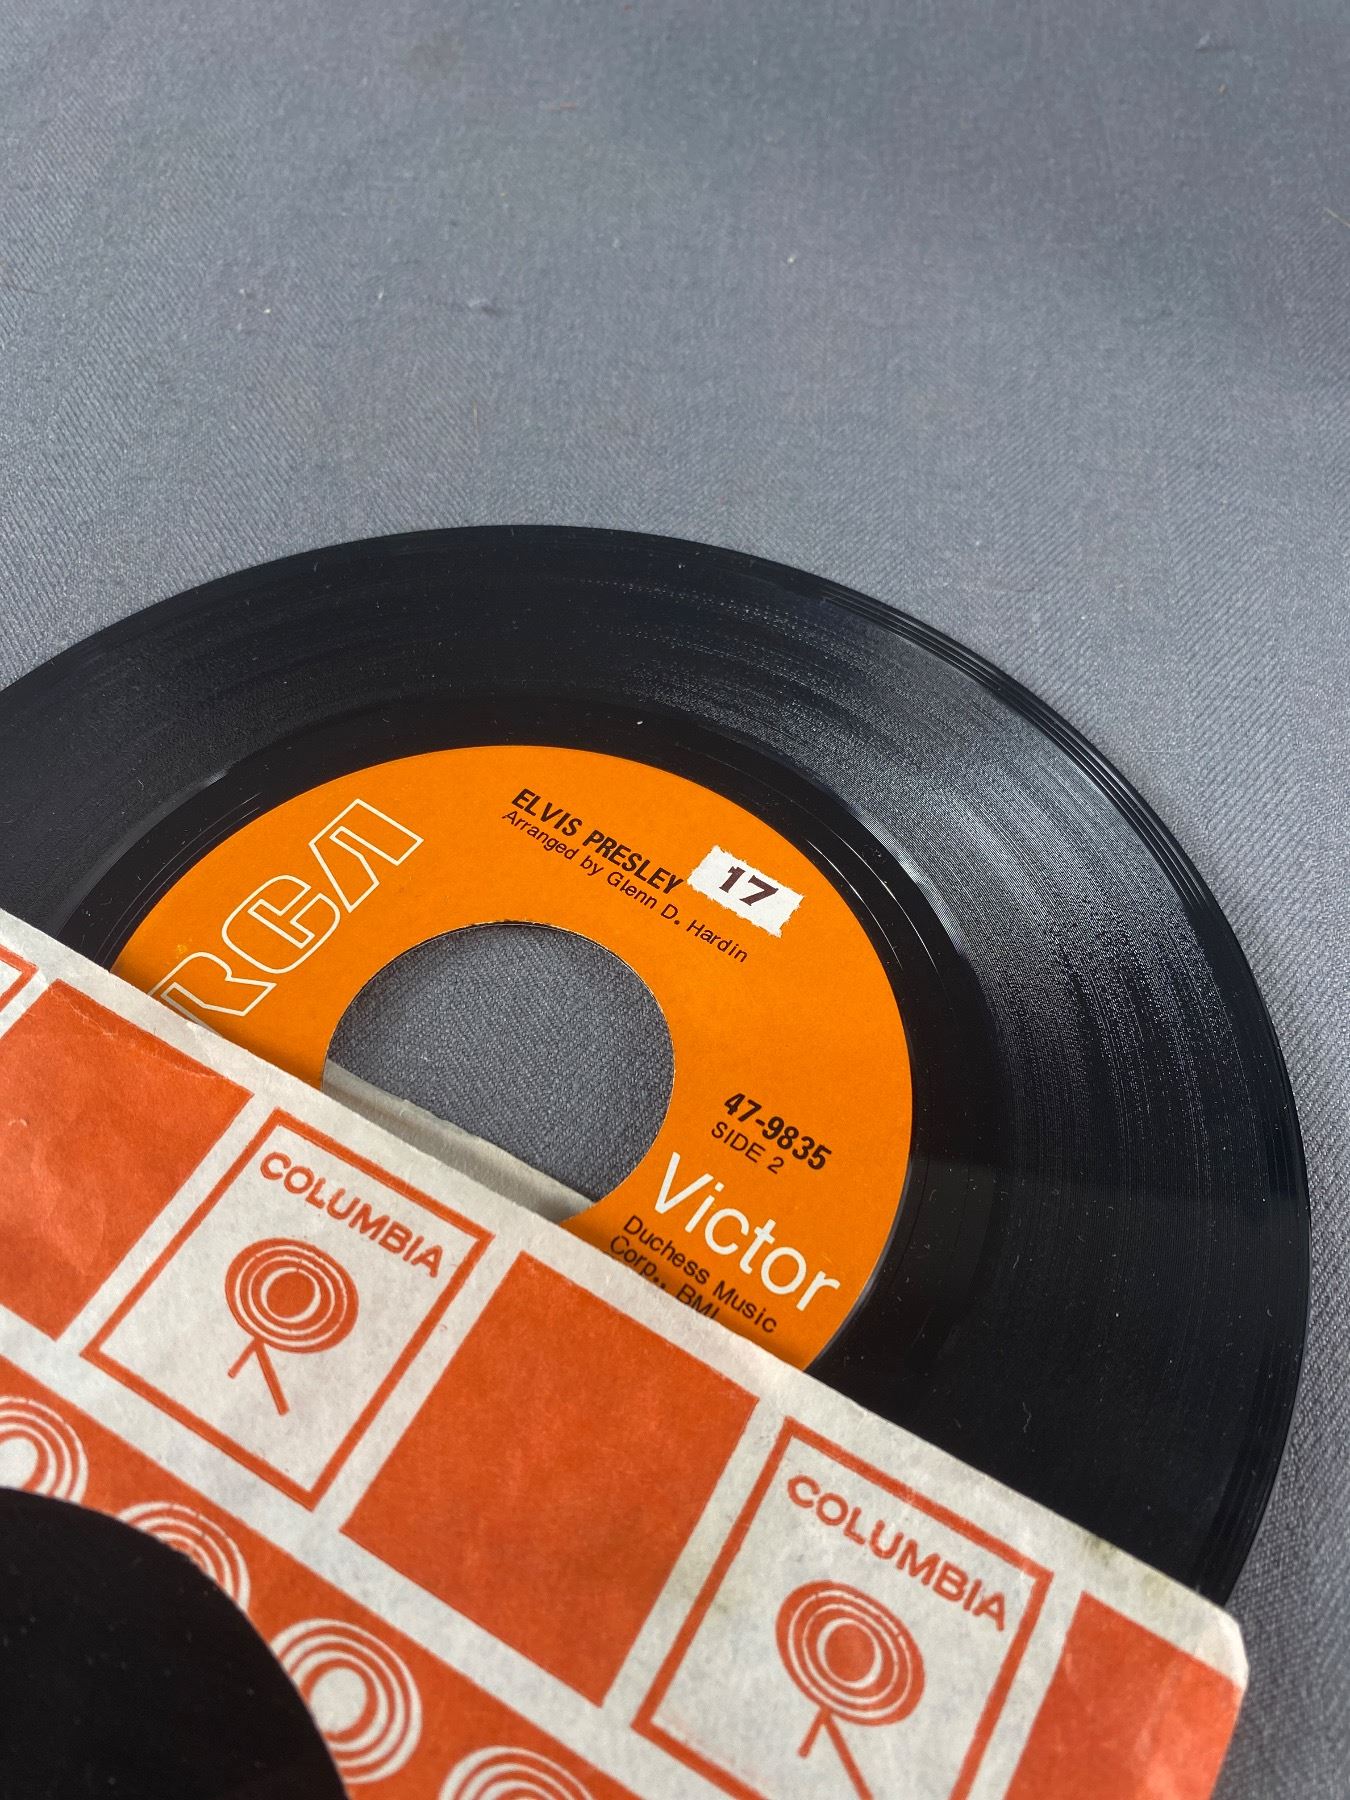 RCA
ELVIS PRESLEY
Arranged by Glenn D. Hardin
17
47-9835
SIDE 2
Victor
Duchess Music
Corp., BMI
COLUMBIA
COLUMBIA